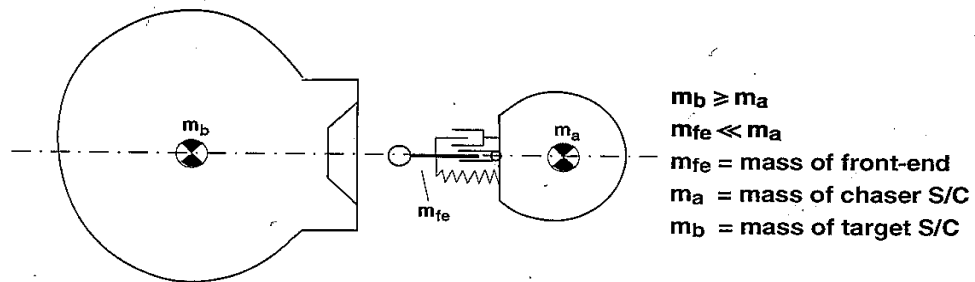 m_b
m_a
m_fe
m_b ⩾ m_a
m_fe ≪ m_a
m_fe = mass of front-end
m_a = mass of chaser S/C
m_b = mass of target S/C